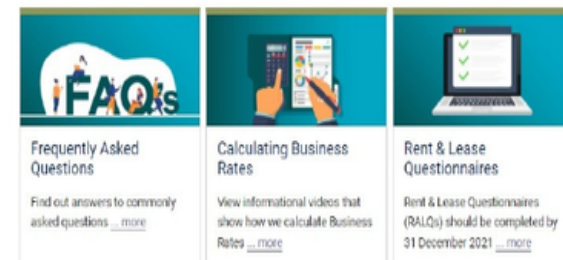 FAQs
Frequently Asked
Questions
Find out answers to commonly
asked questions ... more
Calculating Business
Rates
View informational videos that
show how we calculate Business
Rates ... more
Rent & Lease
Questionnaires
Rent & Lease Questionnaires
(RALQs) should be completed by
31 December 2021 ... more